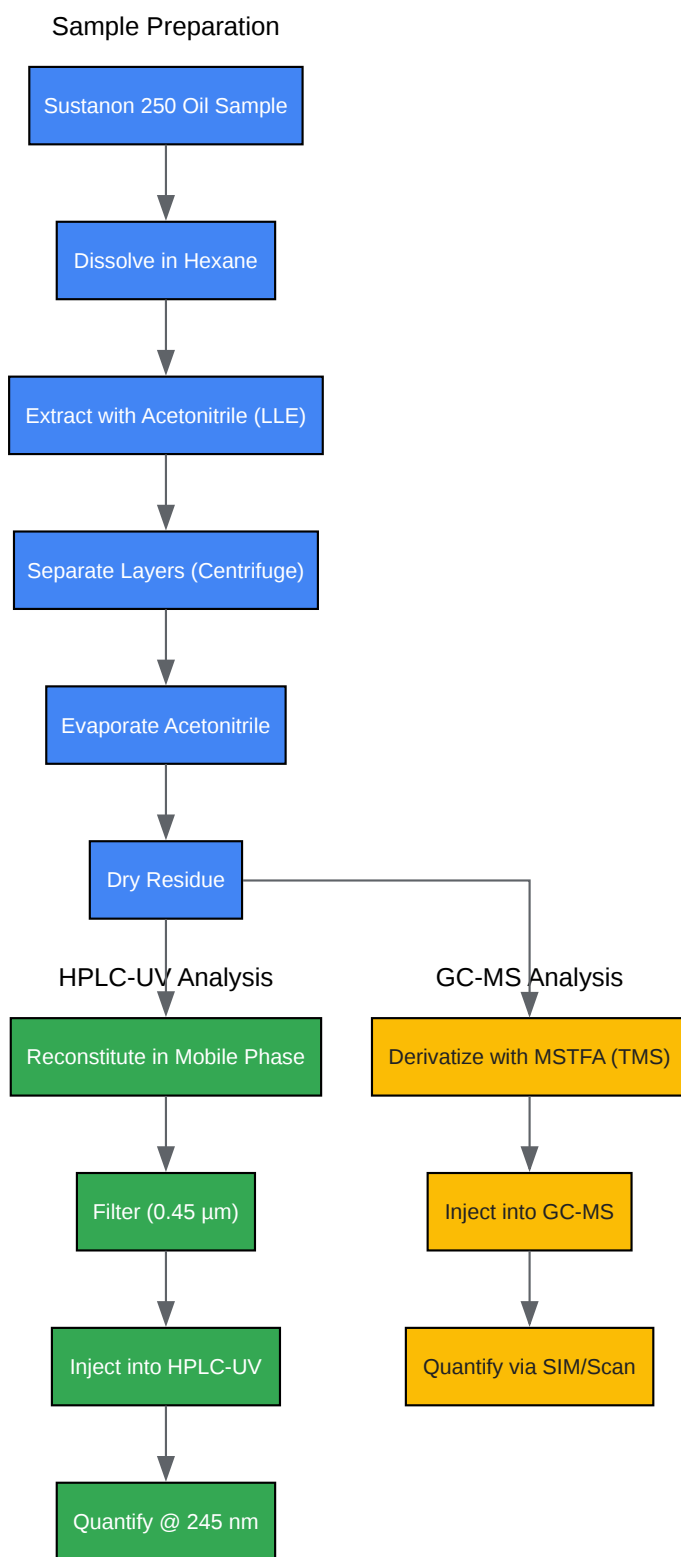 Sample Preparation
Sustanon 250 Oil Sample
Dissolve in Hexane
Extract with Acetonitrile (LLE)
Separate Layers (Centrifuge)
Evaporate Acetonitrile
Dry Residue
HPLC-UV Analysis
Reconstitute in Mobile Phase
Filter (0.45 µm)
Inject into HPLC-UV
Quantify @ 245 nm
GC-MS Analysis
Derivatize with MSTFA (TMS)
Inject into GC-MS
Quantify via SIM/Scan